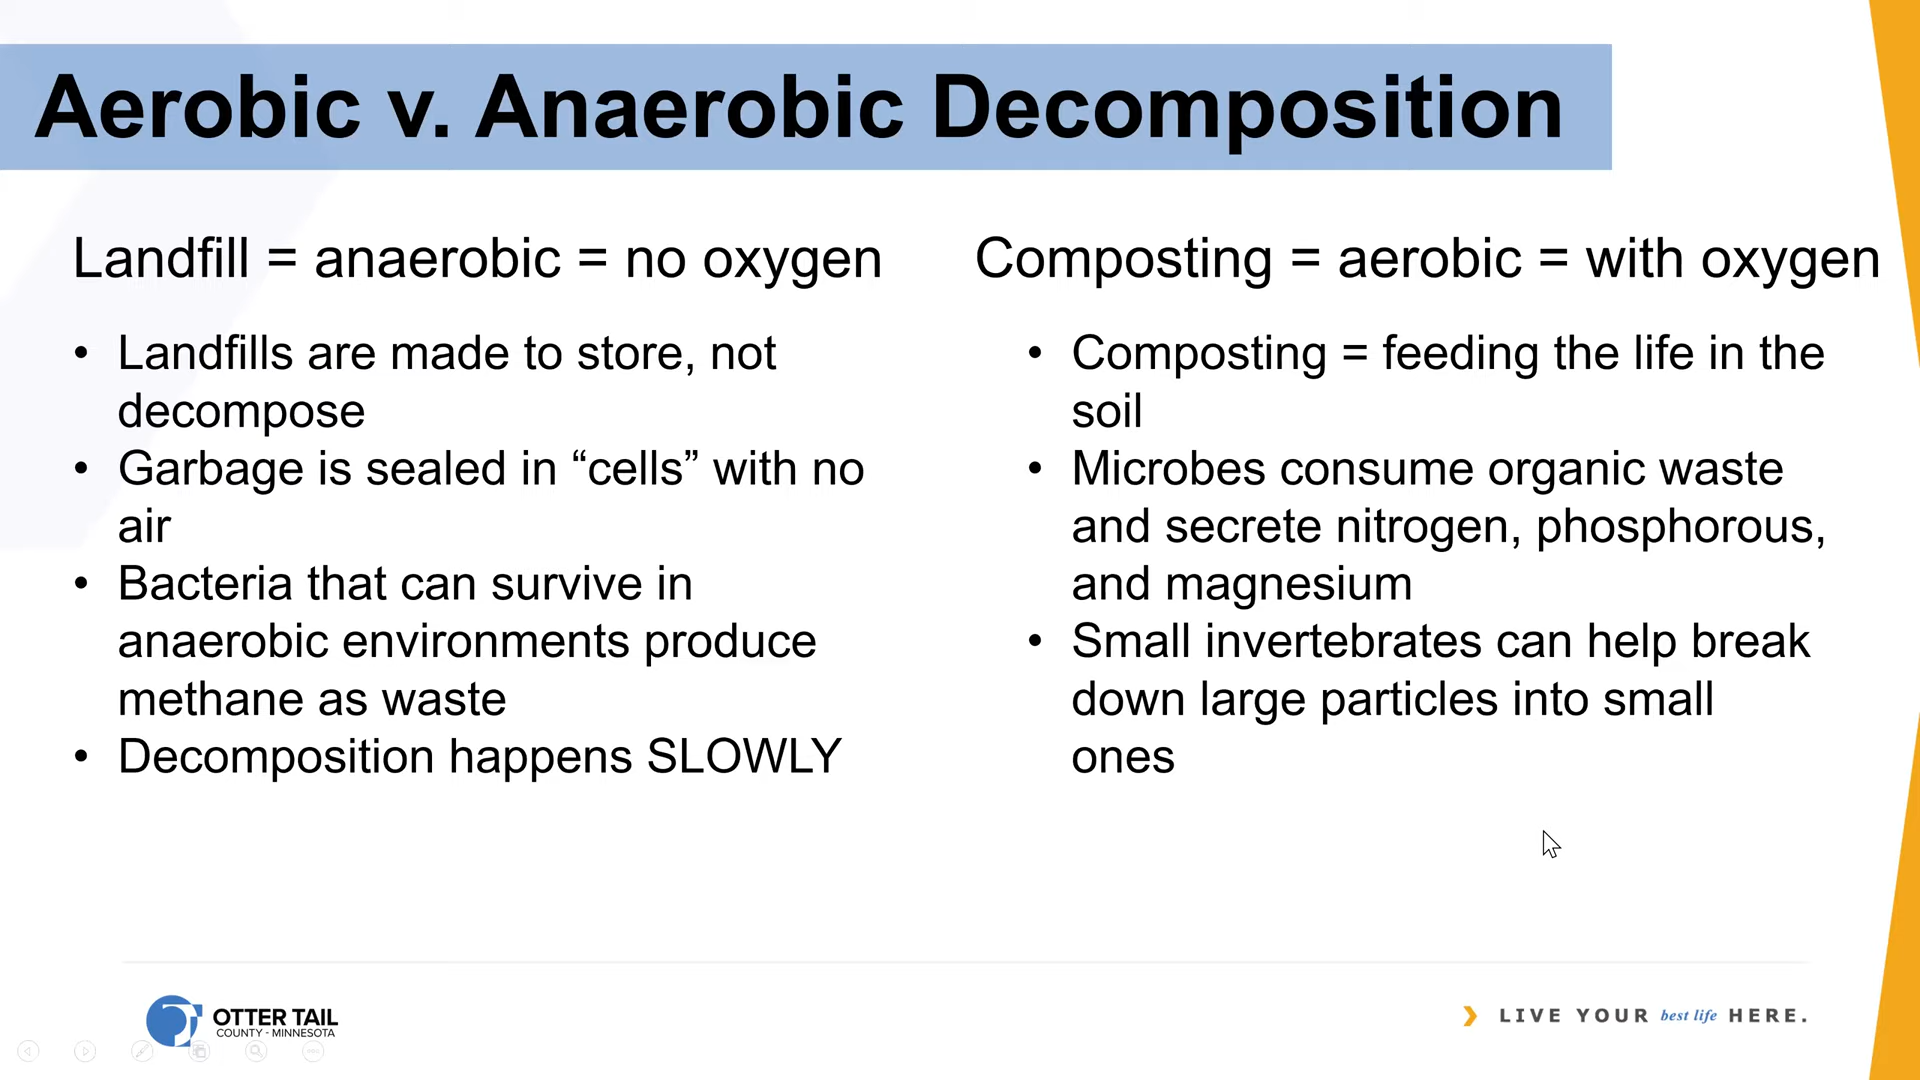 Aerobic v. Anaerobic Decomposition
Landfill = anaerobic = no oxygen
• Landfills are made to store, not
decompose
• Garbage is sealed in “cells” with no
air
• Bacteria that can survive in
anaerobic environments produce
methane as waste
• Decomposition happens SLOWLY
Composting = aerobic = with oxygen
• Composting = feeding the life in the
soil
• Microbes consume organic waste
and secrete nitrogen, phosphorous,
and magnesium
• Small invertebrates can help break
down large particles into small
ones
OTTER TAIL
COUNTY - MINNESOTA
LIVE YOUR best life HERE.